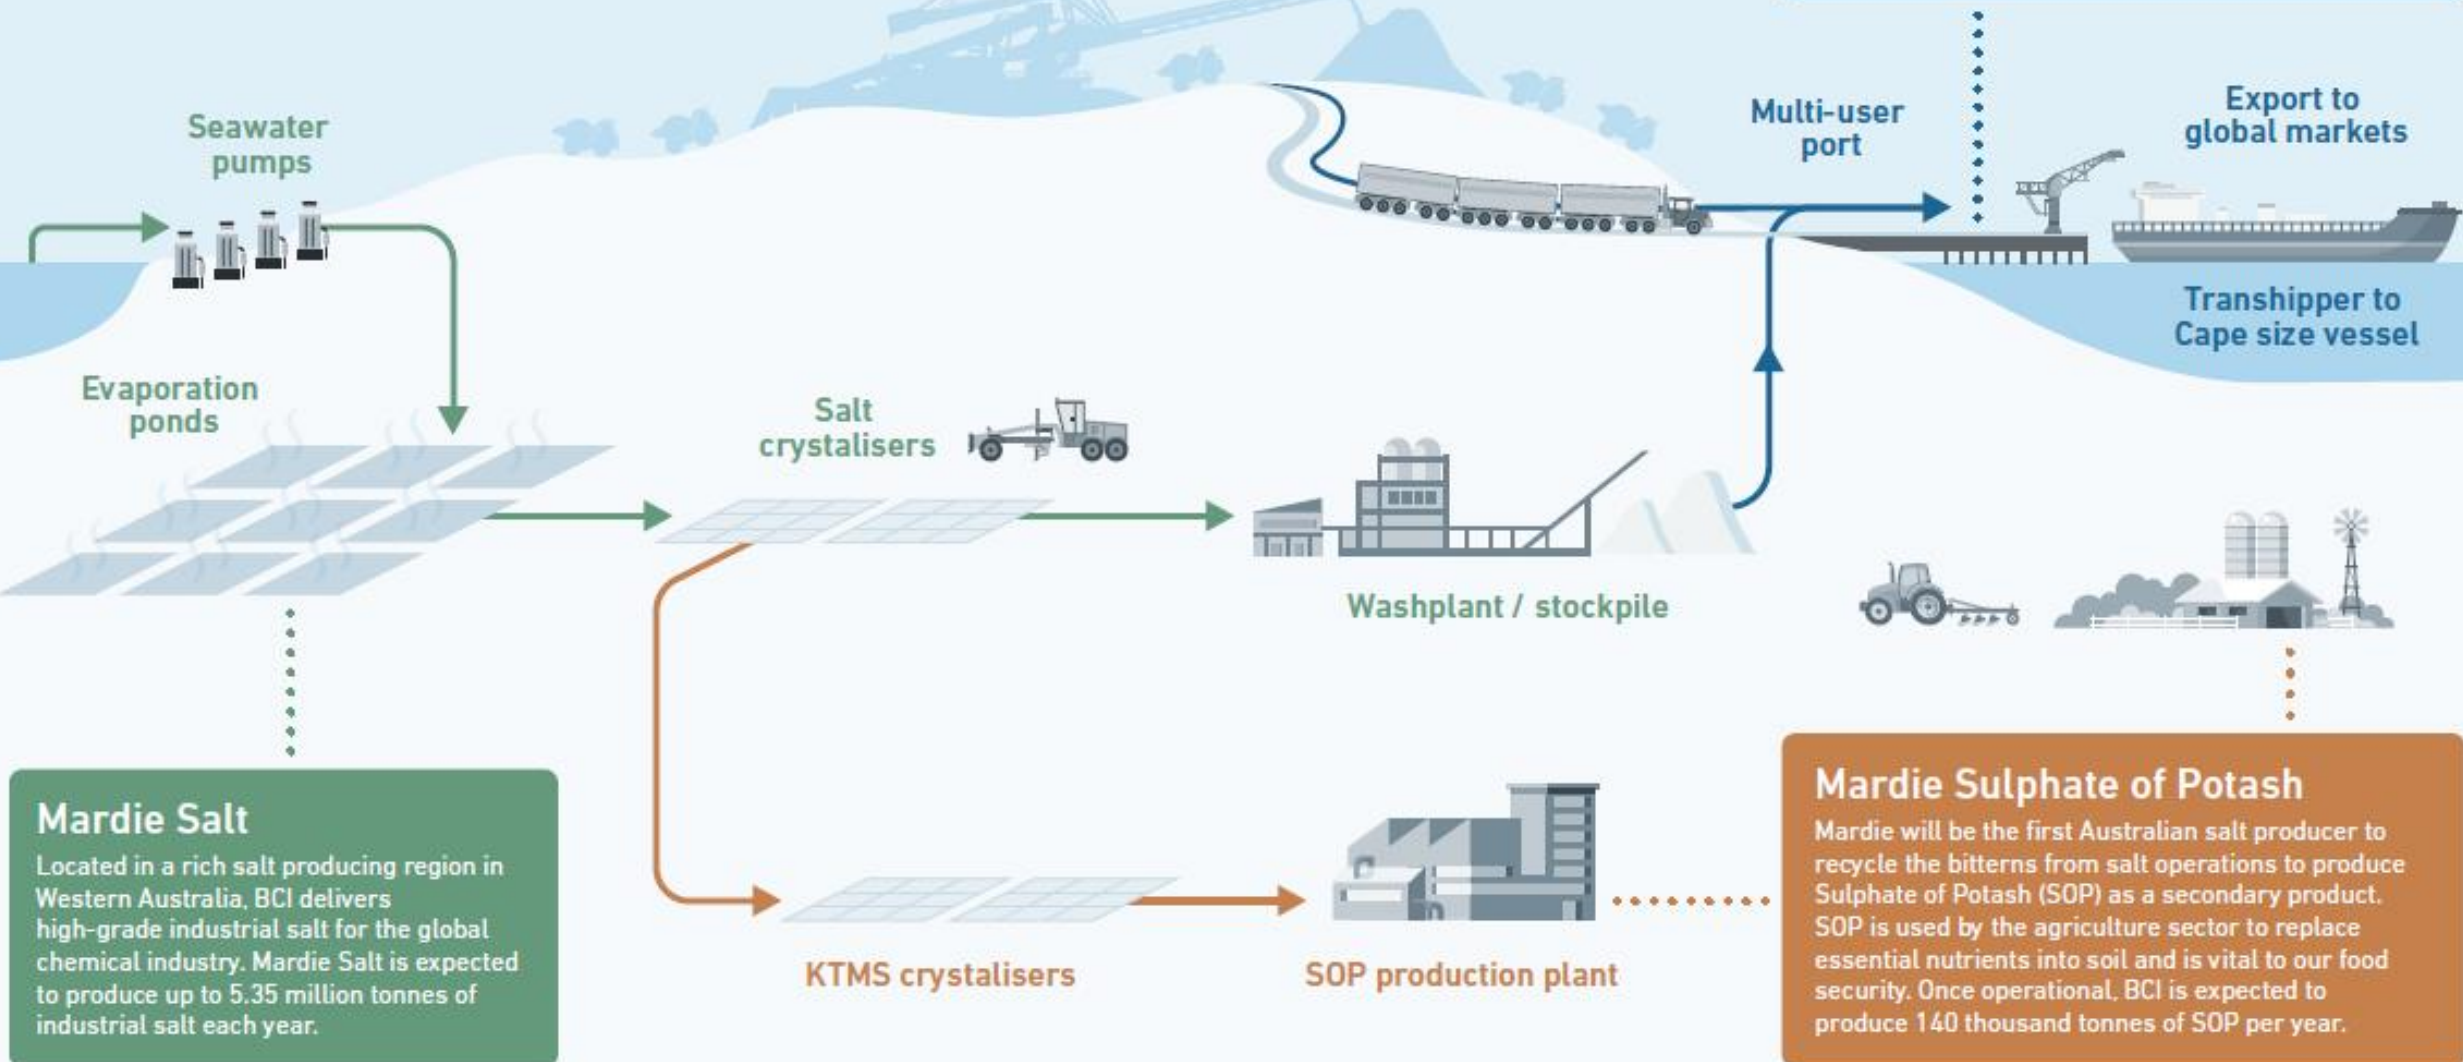 Seawater
pumps
Multi-user
port
Export to
global markets
Transhipper to
Cape size vessel
Evaporation
ponds
Salt
crystalisers
Washplant / stockpile
KTMS crystalisers
SOP production plant
Mardie Salt
Located in a rich salt producing region in
Western Australia, BCI delivers
high-grade industrial salt for the global
chemical industry. Mardie Salt is expected
to produce up to 5.35 million tonnes of
industrial salt each year.
Mardie Sulphate of Potash
Mardie will be the first Australian salt producer to
recycle the bitterns from salt operations to produce
Sulphate of Potash (SOP) as a secondary product.
SOP is used by the agriculture sector to replace
essential nutrients into soil and is vital to our food
security. Once operational, BCI is expected to
produce 140 thousand tonnes of SOP per year.